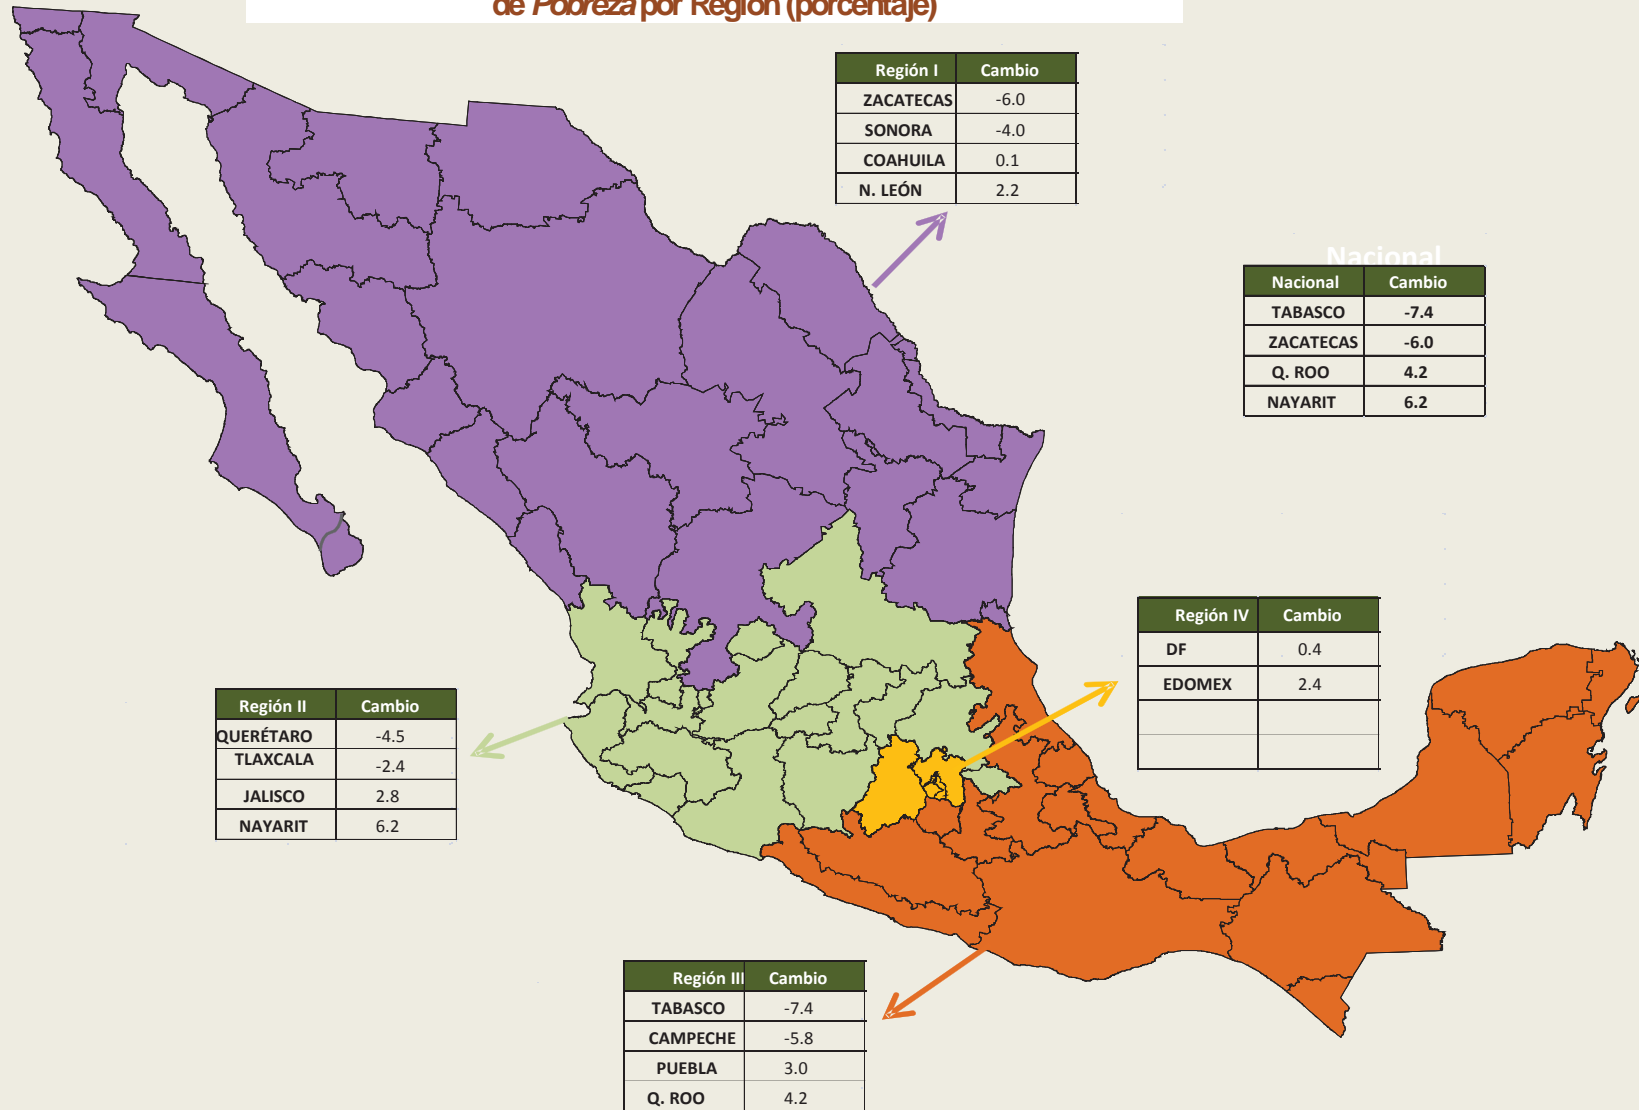 de Pobreza por Región (porcentaje)
Región I Cambio
ZACATECAS -6.0
SONORA -4.0
COAHUILA 0.1
N. LEÓN 2.2
Nacional
Nacional Cambio
TABASCO -7.4
ZACATECAS -6.0
Q. ROO 4.2
NAYARIT 6.2
Región IV Cambio
DF 0.4
EDOMEX 2.4
Región II Cambio
QUERÉTARO -4.5
TLAXCALA -2.4
JALISCO 2.8
NAYARIT 6.2
Región III Cambio
TABASCO -7.4
CAMPECHE -5.8
PUEBLA 3.0
Q. ROO 4.2